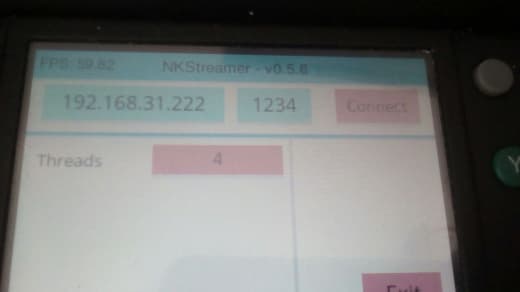 FPS: 59.82 NKStreamer - v0.5.6
192.168.31.222 1234 Connect
Threads 4
Exit
Y